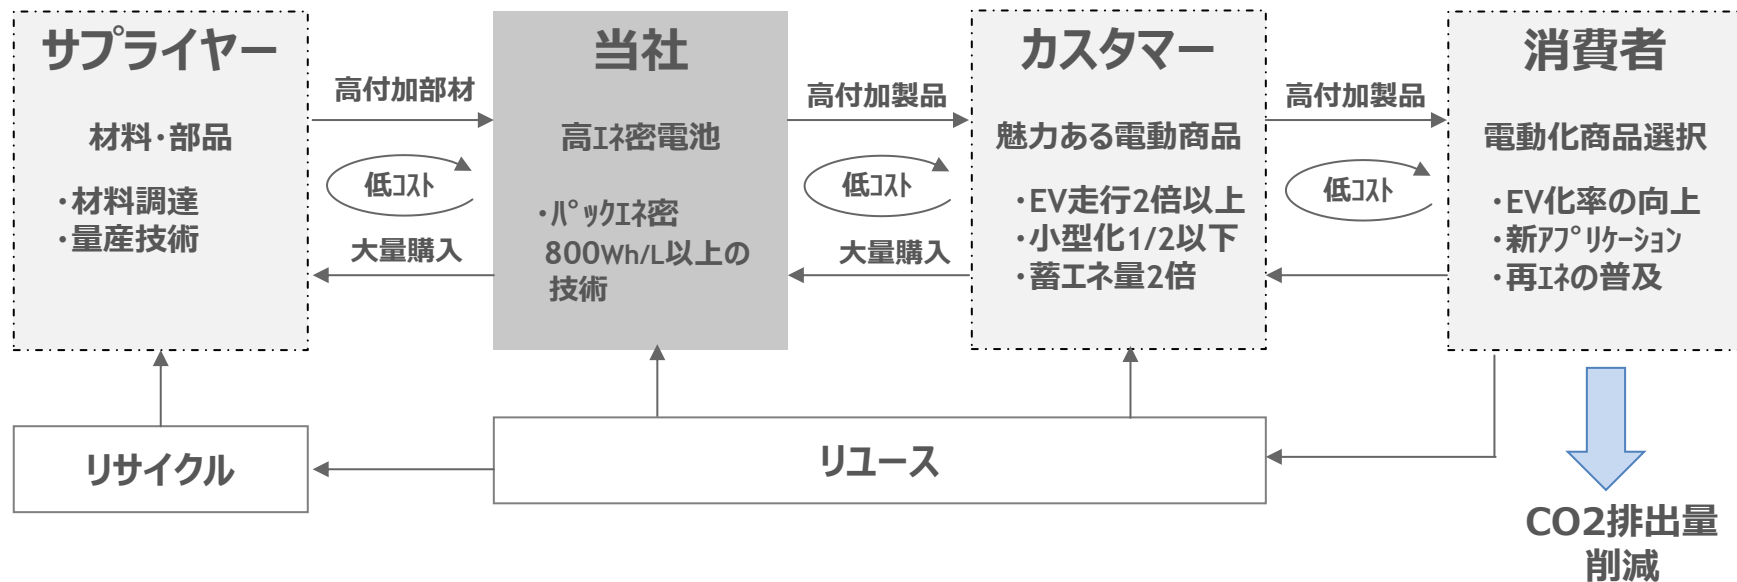 サプライヤー
材料・部品
・材料調達
・量産技術
高付加部材
低ｺｽﾄ
大量購入
当社
高ｴﾈ密電池
・ﾊﾟｯｸｴﾈ密
800Wh/L以上の
技術
高付加製品
低ｺｽﾄ
大量購入
カスタマー
魅力ある電動商品
・EV走行2倍以上
・小型化1/2以下
・蓄エネ量2倍
高付加製品
低ｺｽﾄ
消費者
電動化商品選択
・EV化率の向上
・新ｱﾌﾟﾘｹｰｼｮﾝ
・再ｴﾈの普及
リサイクル
リユース
CO2排出量
削減